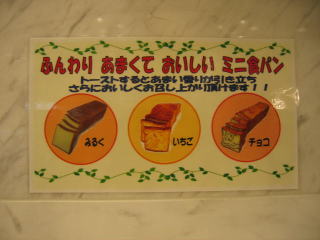 ふんわり あまくて おいしい ミニ食パン
トーストするとあまい香りが引き立ち
さらにおいしくお召し上がり頂けます！！
みるく
いちご
チョコ